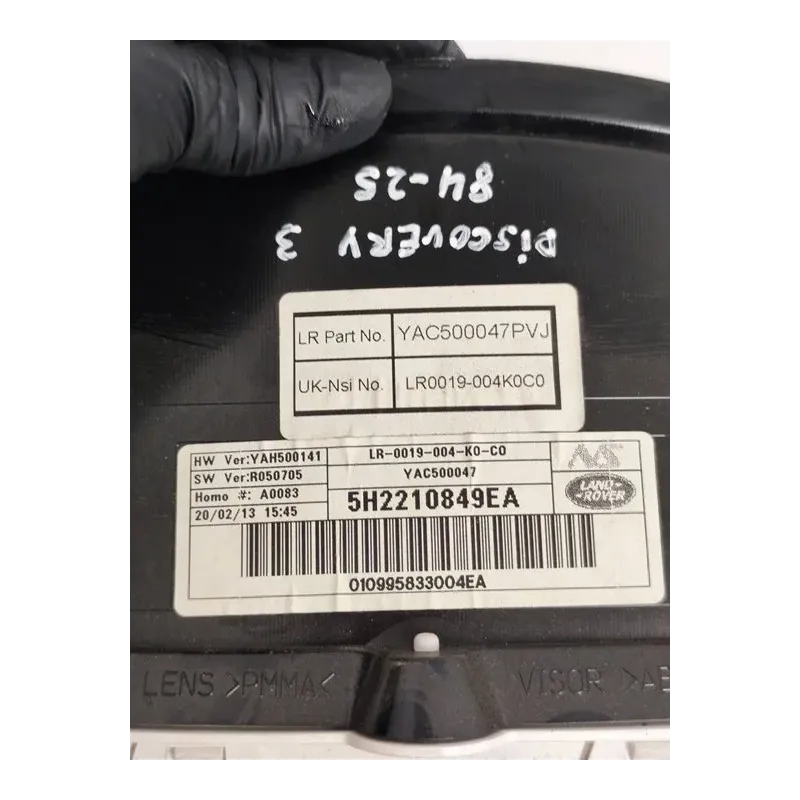 DiSCOVERY 3
84-25
LR Part No. YAC500047PVJ
UK-Nsi No. LR0019-004K0C0
HW Ver:YAH500141 LR-0019-004-K0-C0
SW Ver:R050705 YAC500047
Homo #: A0083 5H2210849EA
20/02/13 15:45
LAND-
-ROVER
010995833004EA
LENS >PMMA< VISOR >AB